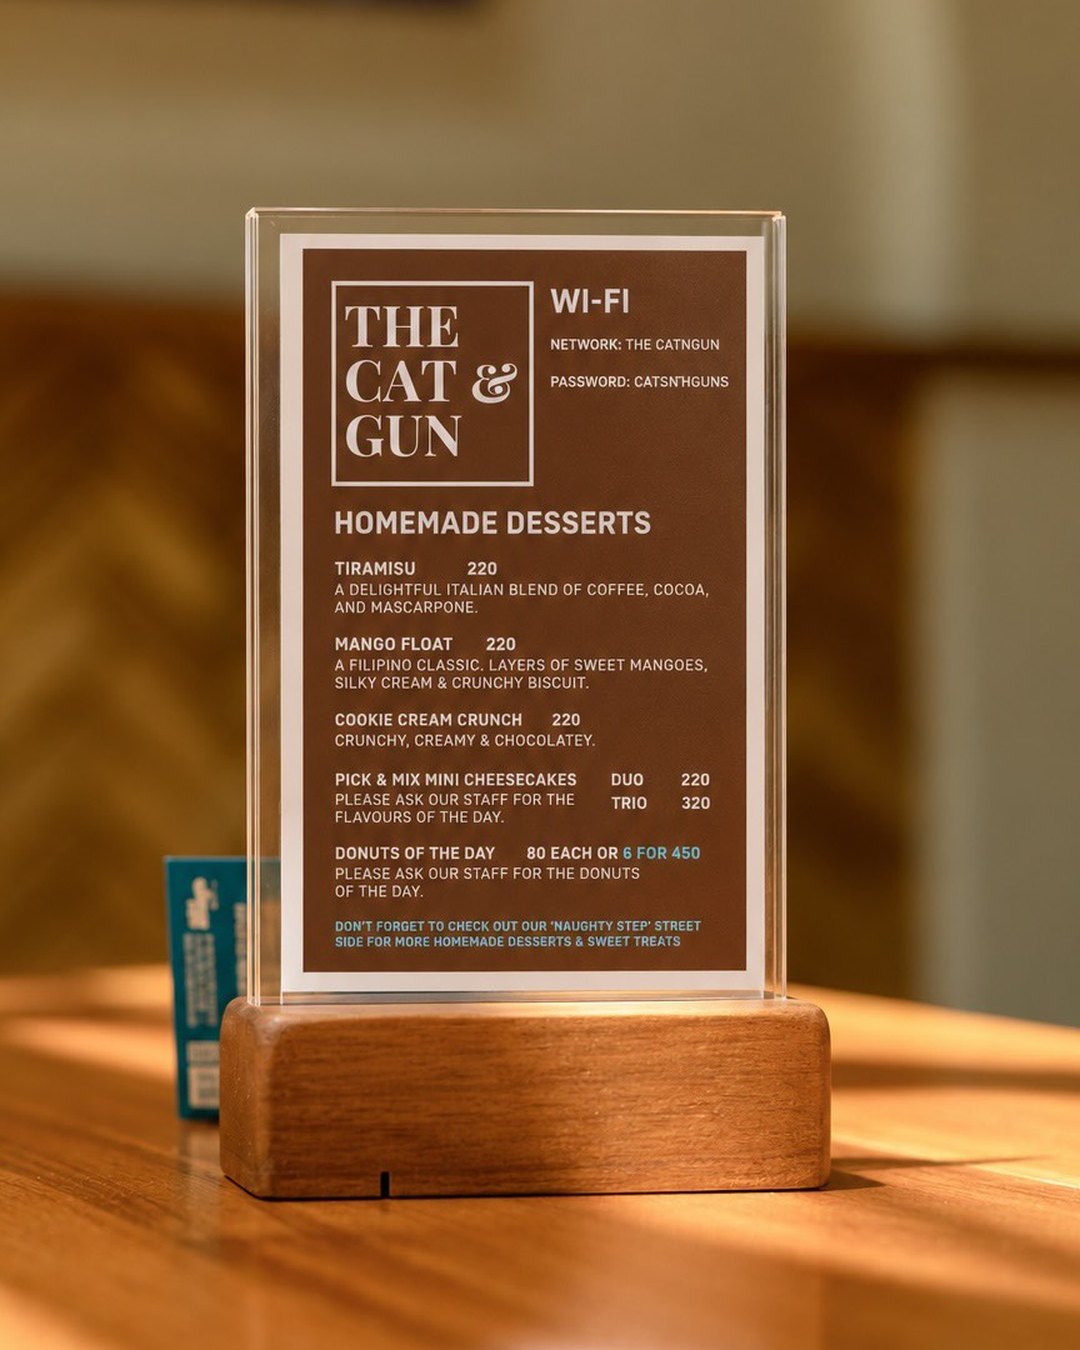 THE
CAT &
GUN
WI-FI
NETWORK: THE CATNGUN
PASSWORD:
HOMEMADE DESSERTS
TIRAMISU 220
A DELIGHTFUL ITALIAN BLEND OF COFFEE, COCOA,
AND MASCARPONE.
MANGO FLOAT 220
A FILIPINO CLASSIC. LAYERS OF SWEET MANGOES,
SILKY CREAM & CRUNCHY BISCUIT.
COOKIE CREAM CRUNCH 220
CRUNCHY, CREAMY & CHOCOLATEY.
PICK & MIX MINI CHEESECAKES DUO 220
PLEASE ASK OUR STAFF FOR THE TRIO 320
FLAVOURS OF THE DAY.
DONUTS OF THE DAY 80 EACH OR 6 FOR 450
PLEASE ASK OUR STAFF FOR THE DONUTS
OF THE DAY.
DON'T FORGET TO CHECK OUT OUR 'NAUGHTY STEP' STREET
SIDE FOR MORE HOMEMADE DESSERTS & SWEET TREATS